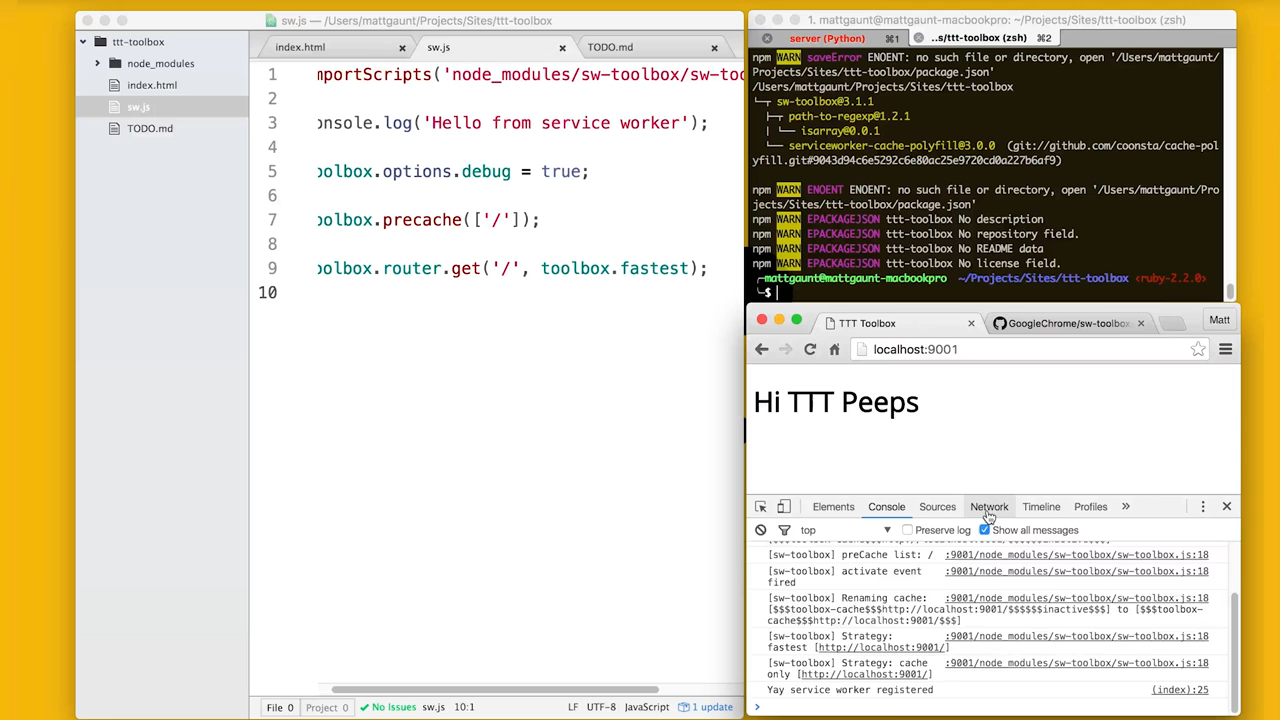 sw.js — /Users/mattgaunt/Projects/Sites/ttt-toolbox
ttt-toolbox
node_modules
index.html
sw.js
TODO.md
index.html
sw.js
TODO.md
1 mportScripts('node_modules/sw-toolbox/sw-too
2
3 onsole.log('Hello from service worker');
4
5 oolbox.options.debug = true;
6
7 oolbox.precache(['/']);
8
9 oolbox.router.get('/', toolbox.fastest);
10
File 0 Project 0 No Issues sw.js 10:1 LF UTF-8 JavaScript 1 update
1. mattgaunt@mattgaunt-macbookpro: ~/Projects/Sites/ttt-toolbox (zsh)
server (Python) ⌘1 ..s/ttt-toolbox (zsh) ⌘2
npm WARN saveError ENOENT: no such file or directory, open '/Users/mattgaunt/
Projects/Sites/ttt-toolbox/package.json'
/Users/mattgaunt/Projects/Sites/ttt-toolbox
└─┬ sw-toolbox@3.1.1
├─┬ path-to-regexp@1.2.1
│ └── isarray@0.0.1
└── serviceworker-cache-polyfill@3.0.0 (git://github.com/coonsta/cache-pol
yfill.git#9043d94c6e5292c6e80ac25e9720cd0a227b6af9)
npm WARN ENOENT ENOENT: no such file or directory, open '/Users/mattgaunt/Pro
jects/Sites/ttt-toolbox/package.json'
npm WARN EPACKAGEJSON ttt-toolbox No description
npm WARN EPACKAGEJSON ttt-toolbox No repository field.
npm WARN EPACKAGEJSON ttt-toolbox No README data
npm WARN EPACKAGEJSON ttt-toolbox No license field.
╭─mattgaunt@mattgaunt-macbookpro ~/Projects/Sites/ttt-toolbox ‹ruby-2.2.0›
╰─$
TTT Toolbox
GoogleChrome/sw-toolbox:
Matt
localhost:9001
Hi TTT Peeps
Elements Console Sources Network Timeline Profiles »
top Preserve log Show all messages
[sw-toolbox] preCache list: / :9001/node_modules/sw-toolbox/sw-toolbox.js:18
[sw-toolbox] activate event :9001/node_modules/sw-toolbox/sw-toolbox.js:18
fired
[sw-toolbox] Renaming cache: :9001/node_modules/sw-toolbox/sw-toolbox.js:18
[$$$toolbox-cache$$$http://localhost:9001/$$$$$$inactive$$$] to [$$$toolbox-
cache$$$http://localhost:9001/$$$]
[sw-toolbox] Strategy: :9001/node_modules/sw-toolbox/sw-toolbox.js:18
fastest [http://localhost:9001/]
[sw-toolbox] Strategy: cache :9001/node_modules/sw-toolbox/sw-toolbox.js:18
only [http://localhost:9001/]
Yay service worker registered (index):25
>